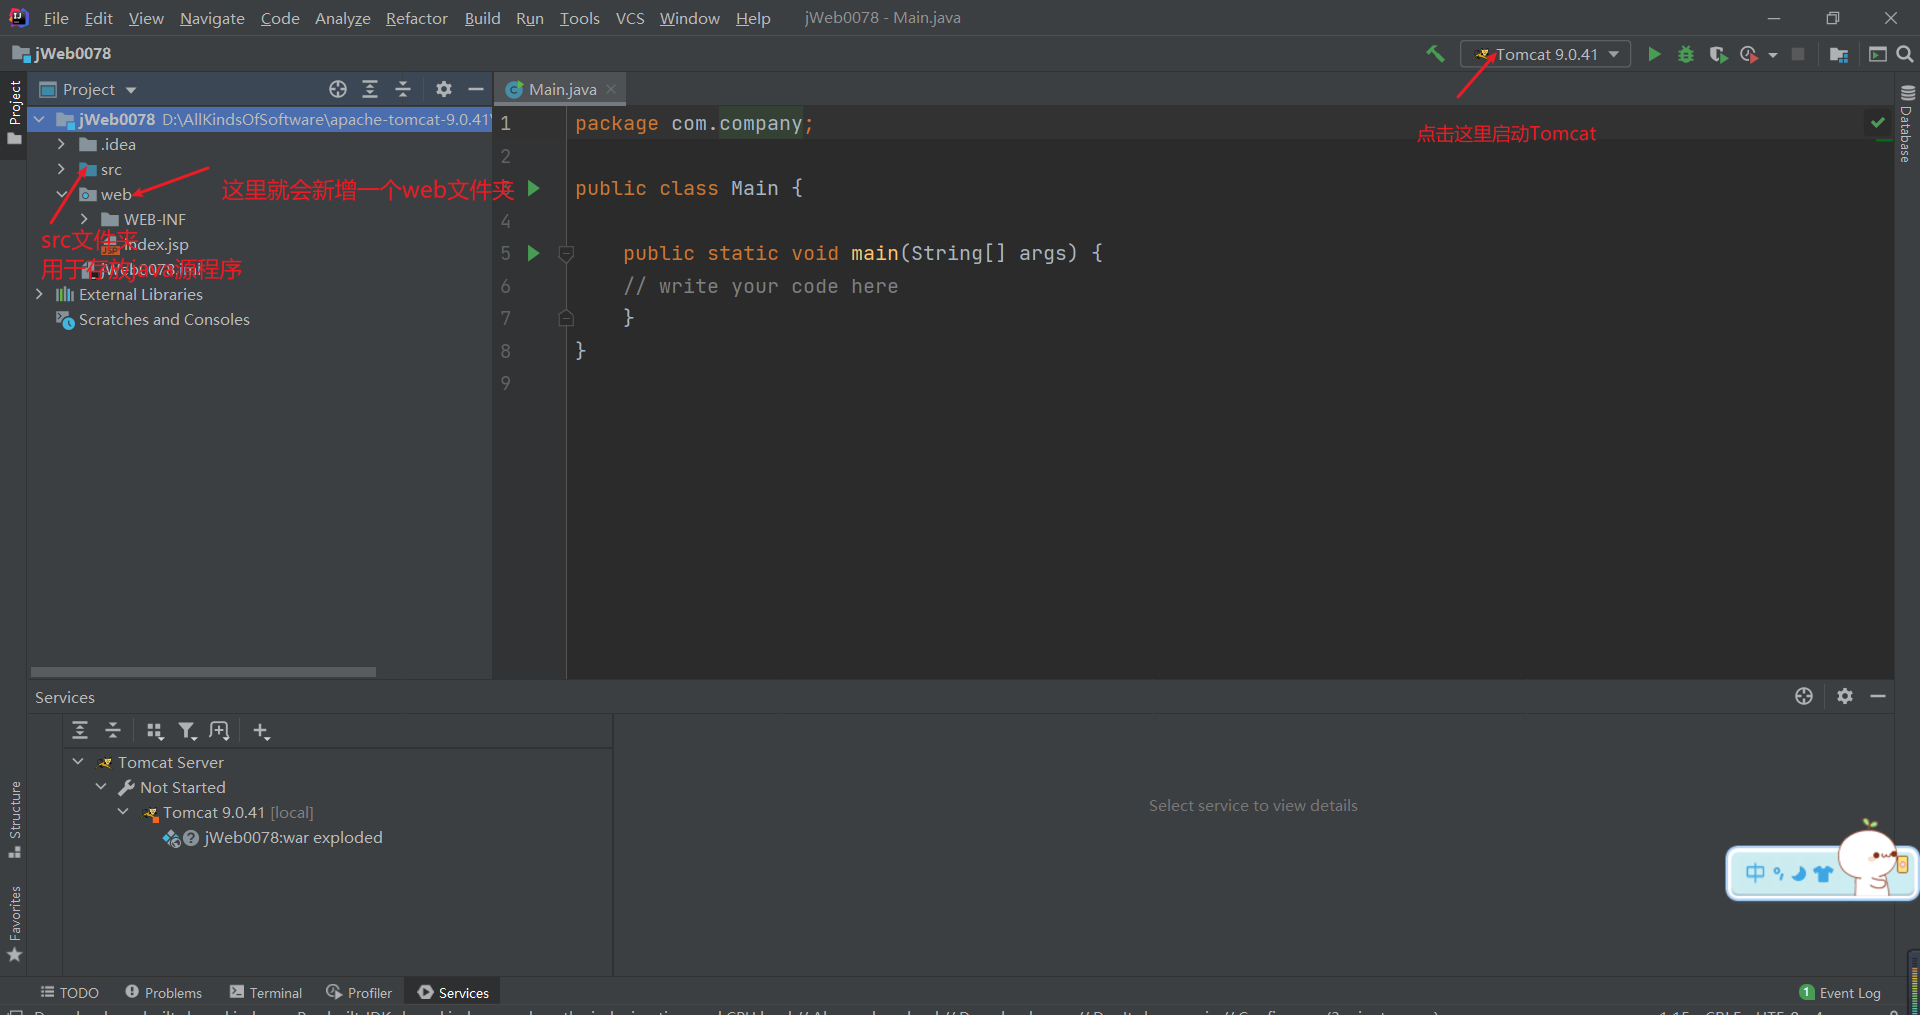 File Edit View Navigate Code Analyze Refactor Build Run Tools VCS Window Help jWeb0078 - Main.java
jWeb0078
Tomcat 9.0.41
点击这里启动Tomcat
Project
Project
jWeb0078 D:\AllKindsOfSoftware\apache-tomcat-9.0.41\
.idea
src
web
这里就会新增一个web文件夹
WEB-INF
src文件夹
index.jsp
用于存放java源程序
jWeb0078.iml
External Libraries
Scratches and Consoles
Main.java
1 package com.company;
2
public class Main {
4
5 public static void main(String[] args) {
6 // write your code here
7 }
8 }
9
Database
Services
Tomcat Server
Not Started
Tomcat 9.0.41 [local]
jWeb0078:war exploded
Select service to view details
Structure
Favorites
中
TODO Problems Terminal Profiler Services
1 Event Log